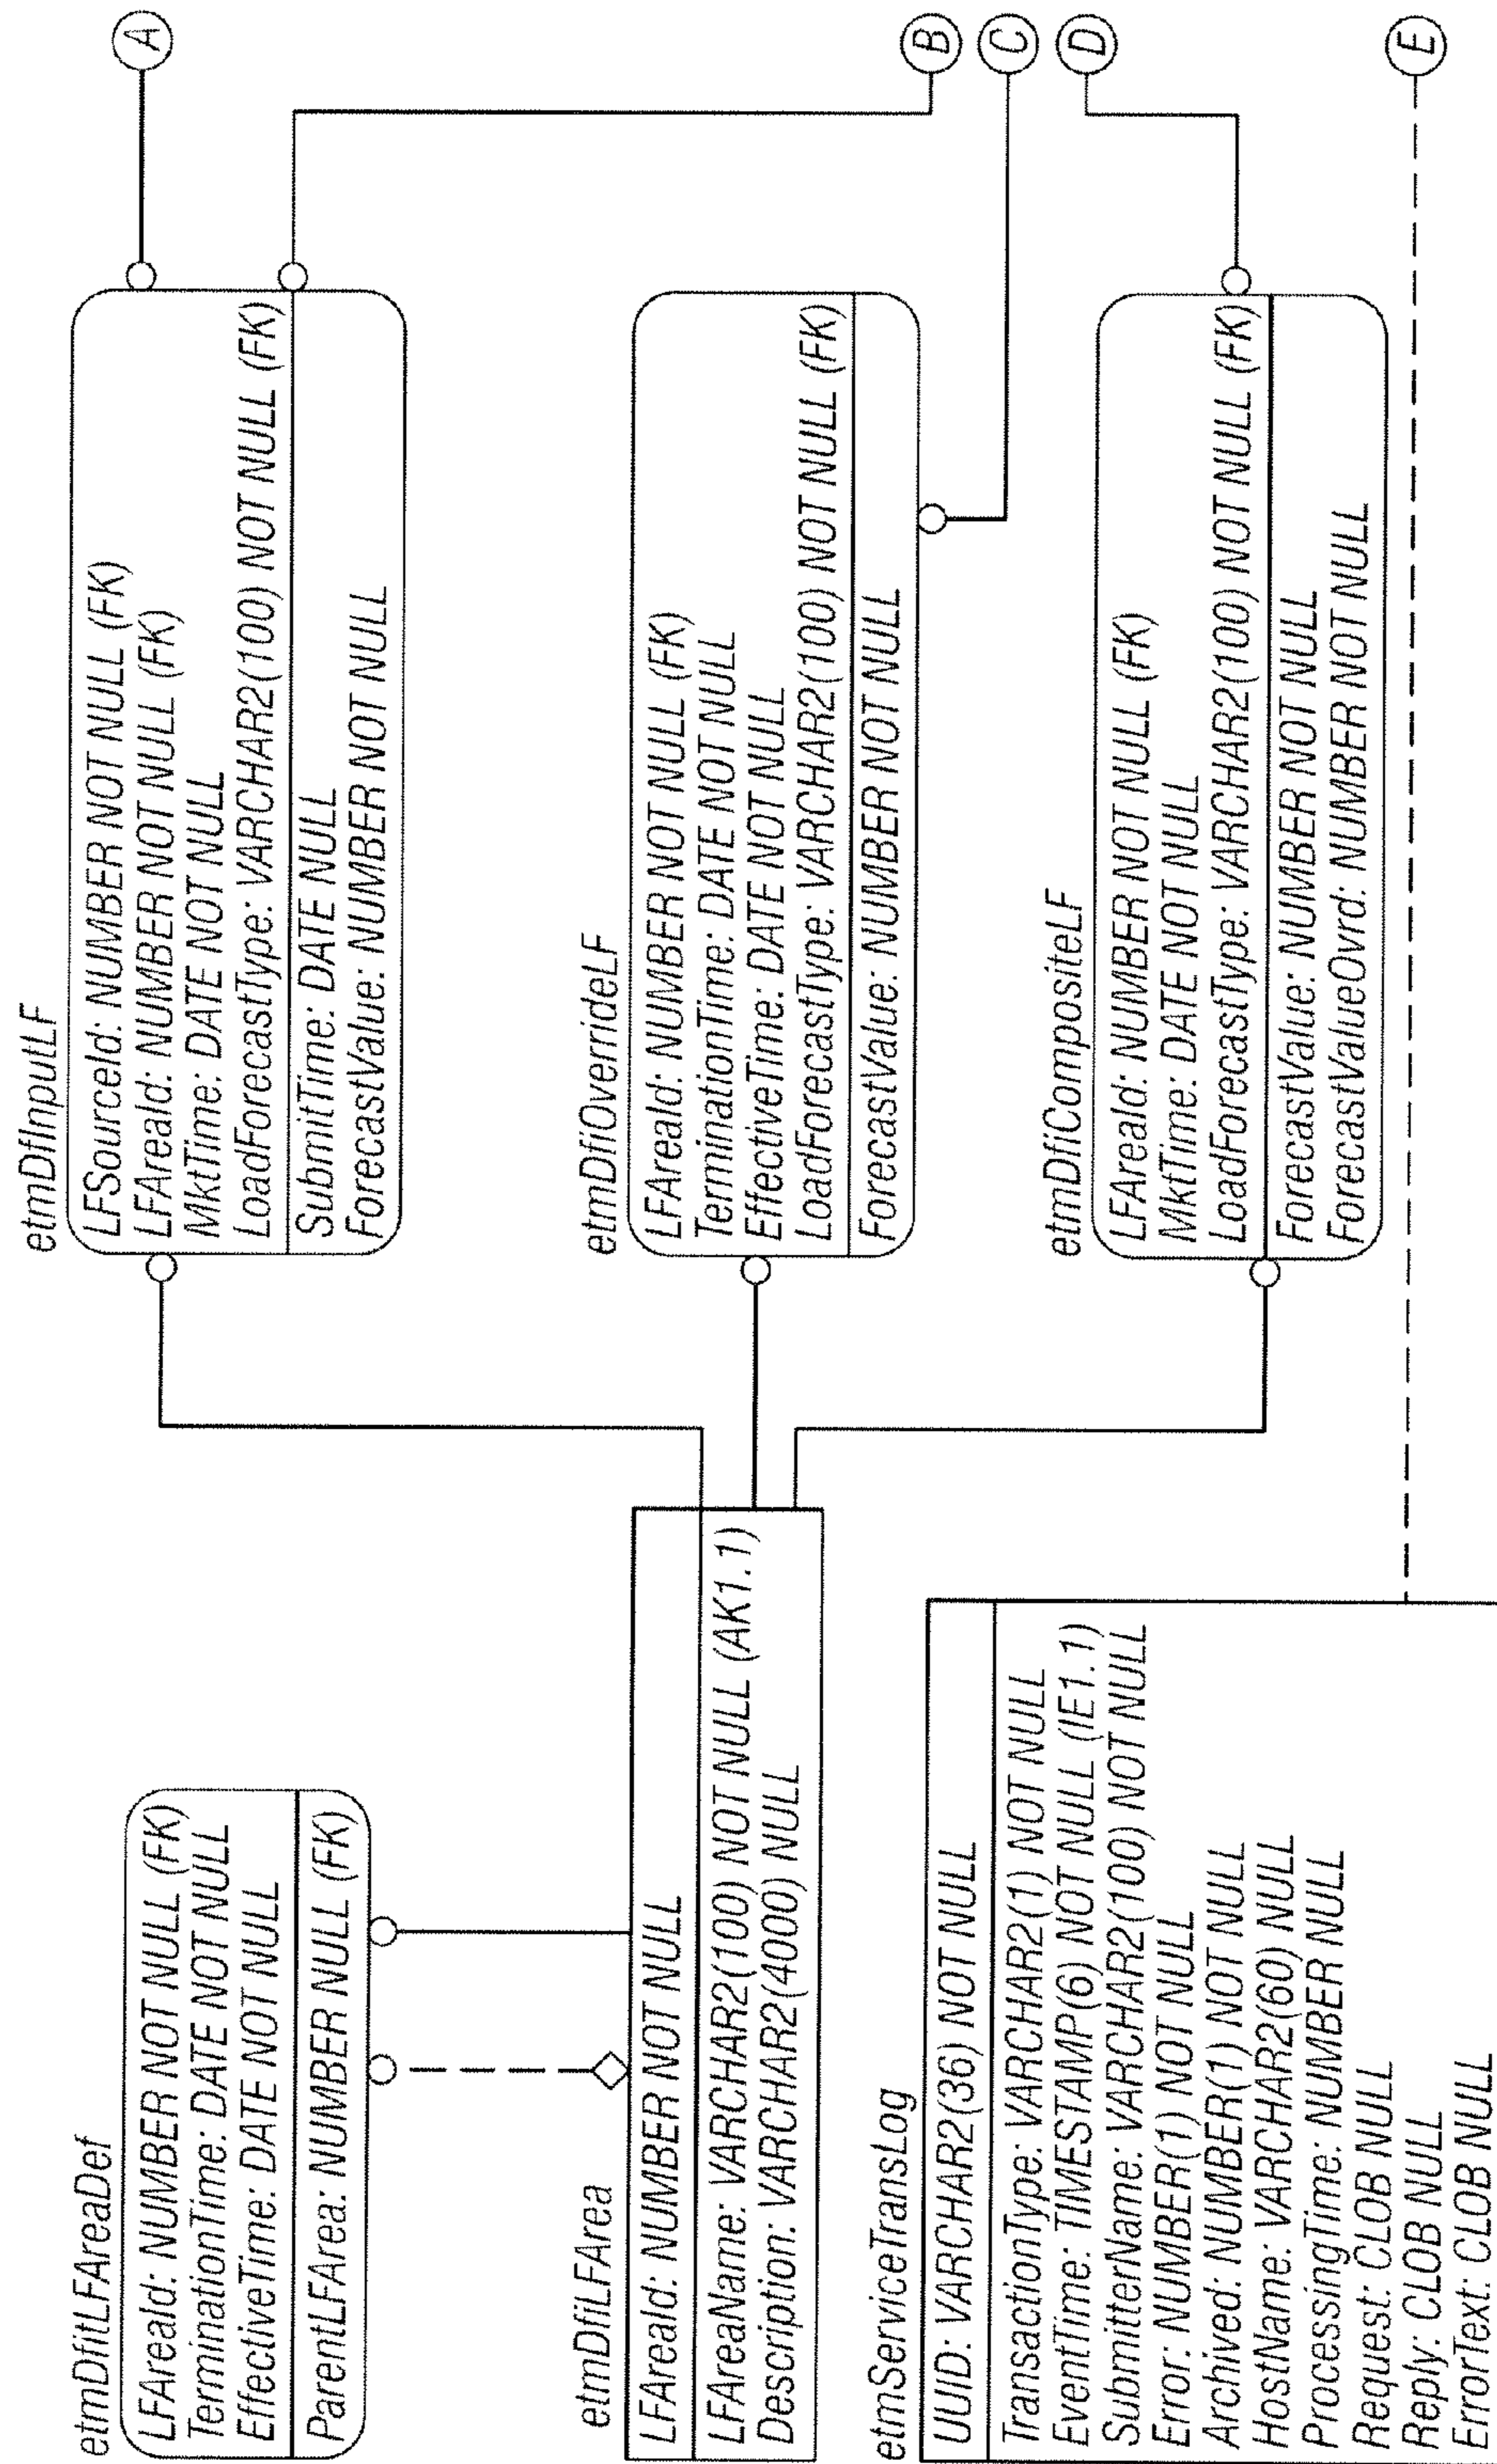 etmDfitLFAreaDef
LFAreaId: NUMBER NOT NULL (FK)
TerminationTime: DATE NOT NULL
EffectiveTime: DATE NOT NULL
ParentLFArea: NUMBER NULL (FK)
etmDfiLFArea
LFAreaId: NUMBER NOT NULL
LFAreaName: VARCHAR2(100) NOT NULL (AK1.1)
Description: VARCHAR2(4000) NULL
etmServiceTransLog
UUID: VARCHAR2(36) NOT NULL
TransactionType: VARCHAR2(1) NOT NULL
EventTime: TIMESTAMP(6) NOT NULL (IE1.1)
SubmitterName: VARCHAR2(100) NOT NULL
Error: NUMBER(1) NOT NULL
Archived: NUMBER(1) NOT NULL
HostName: VARCHAR2(60) NULL
ProcessingTime: NUMBER NULL
Request: CLOB NULL
Reply: CLOB NULL
ErrorText: CLOB NULL
etmDfInputLF
LFSourceId: NUMBER NOT NULL (FK)
LFAreaId: NUMBER NOT NULL (FK)
MktTime: DATE NOT NULL
LoadForecastType: VARCHAR2(100) NOT NULL (FK)
SubmitTime: DATE NULL
ForecastValue: NUMBER NOT NULL
etmDfiOverrideLF
LFAreaId: NUMBER NOT NULL (FK)
TerminationTime: DATE NOT NULL
EffectiveTime: DATE NOT NULL
LoadForecastType: VARCHAR2(100) NOT NULL (FK)
ForecastValue: NUMBER NOT NULL
etmDfiCompositeLF
LFAreaId: NUMBER NOT NULL (FK)
MktTime: DATE NOT NULL
LoadForecastType: VARCHAR2(100) NOT NULL (FK)
ForecastValue: NUMBER NOT NULL
ForecastValueOvrd: NUMBER NOT NULL
A
B
C
D
E